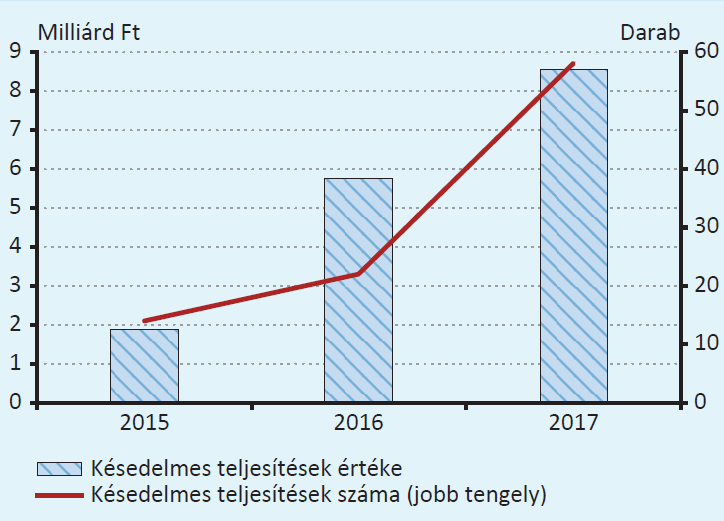 Milliárd Ft Darab
9 60
8 50
7
6 40
5 30
4
3 20
2
1 10
0 0
2015 2016 2017
Késedelmes teljesítések értéke
Késedelmes teljesítések száma (jobb tengely)